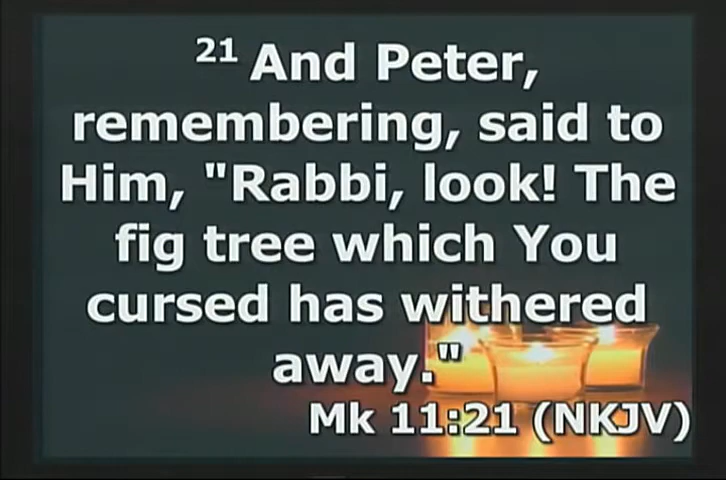 21 And Peter,
remembering, said to
Him, "Rabbi, look! The
fig tree which You
cursed has withered
away."
Mk 11:21 (NKJV)